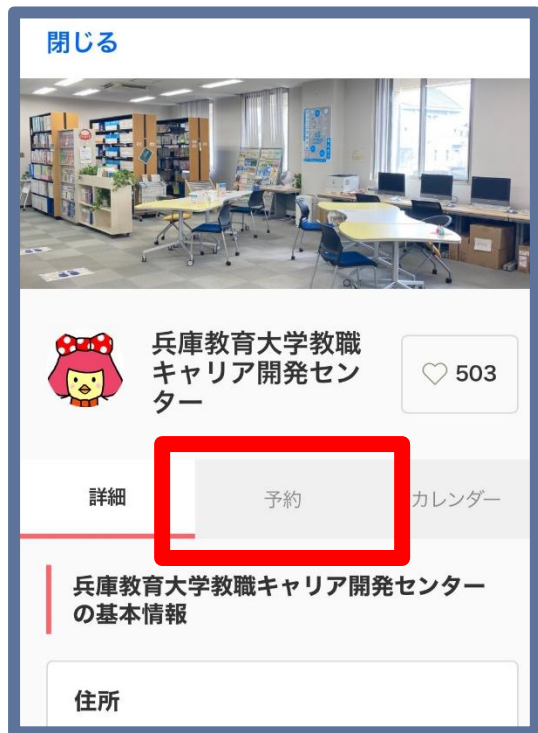 閉じる
兵庫教育大学教職
キャリア開発セン
ター
♡ 503
詳細
予約
カレンダー
兵庫教育大学教職キャリア開発センター
の基本情報
住所